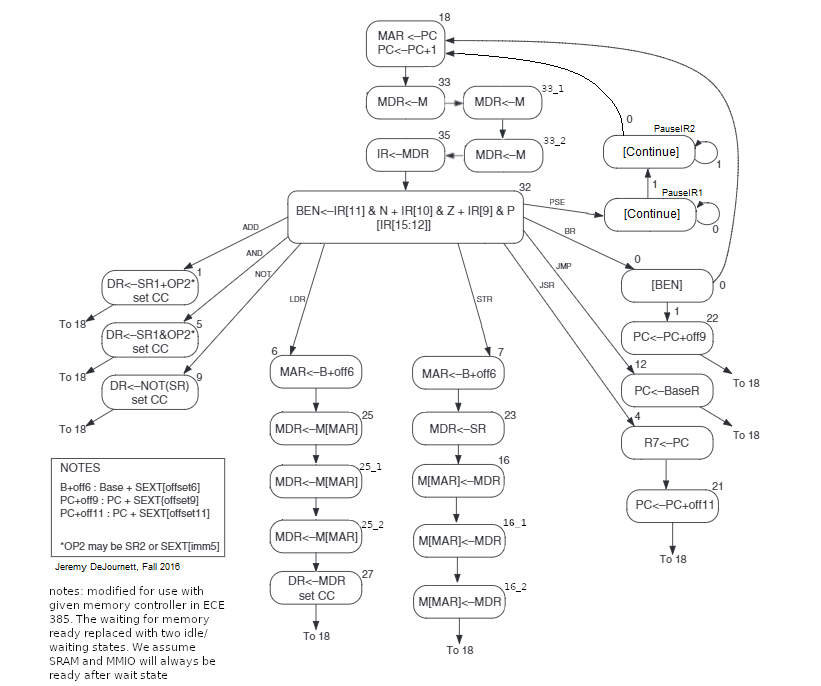 18
MAR <–PC
PC<–PC+1
33
MDR<–M
MDR<–M
33_1
35
IR<–MDR
MDR<–M
33_2
0
PauseIR2
[Continue]
1
1
PauseIR1
[Continue]
0
32
BEN<–IR[11] & N + IR[10] & Z + IR[9] & P
[IR[15:12]]
PSE
BR
JMP
JSR
ADD
AND
NOT
LDR
STR
1
DR<–SR1+OP2*
set CC
To 18
5
DR<–SR1&OP2*
set CC
To 18
9
DR<–NOT(SR)
set CC
To 18
6
MAR<–B+off6
25
MDR<–M[MAR]
25_1
MDR<–M[MAR]
25_2
MDR<–M[MAR]
27
DR<–MDR
set CC
To 18
7
MAR<–B+off6
23
MDR<–SR
16
M[MAR]<–MDR
16_1
M[MAR]<–MDR
16_2
M[MAR]<–MDR
To 18
0
[BEN]
0
1
22
PC<–PC+off9
To 18
12
PC<–BaseR
To 18
4
R7<–PC
21
PC<–PC+off11
To 18
NOTES
B+off6 : Base + SEXT[offset6]
PC+off9 : PC + SEXT{offset9]
PC+off11 : PC + SEXT[offset11]
*OP2 may be SR2 or SEXT[imm5]
Jeremy DeJournett, Fall 2016
notes: modified for use with
given memory controller in ECE
385. The waiting for memory
ready replaced with two idle/
waiting states. We assume
SRAM and MMIO will always be
ready after wait state